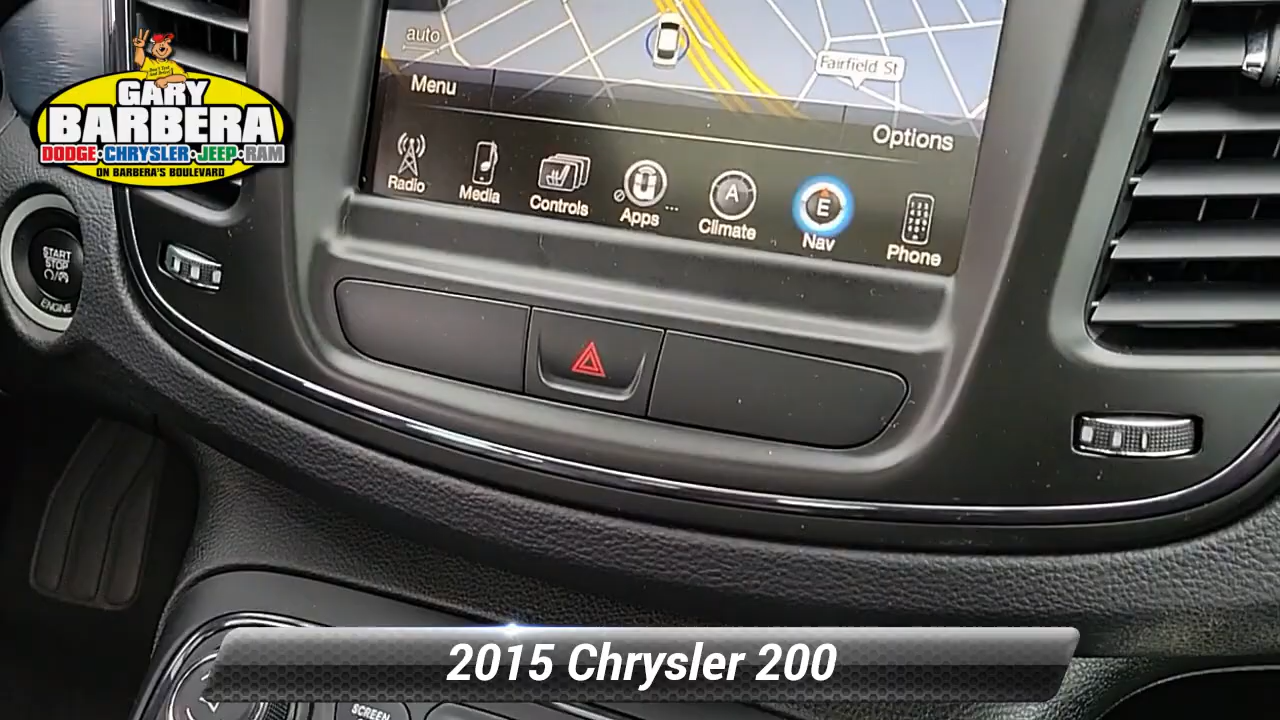 auto
Fairfield St
Menu
Options
Radio
Media
Controls
Apps
...
A
Climate
E
Nav
Phone
GARY
BARBERA
DODGE·CHRYSLER·JEEP·RAM
ON BARBERA'S BOULEVARD
START
STOP
ENGINE
2015 Chrysler 200
SCREEN